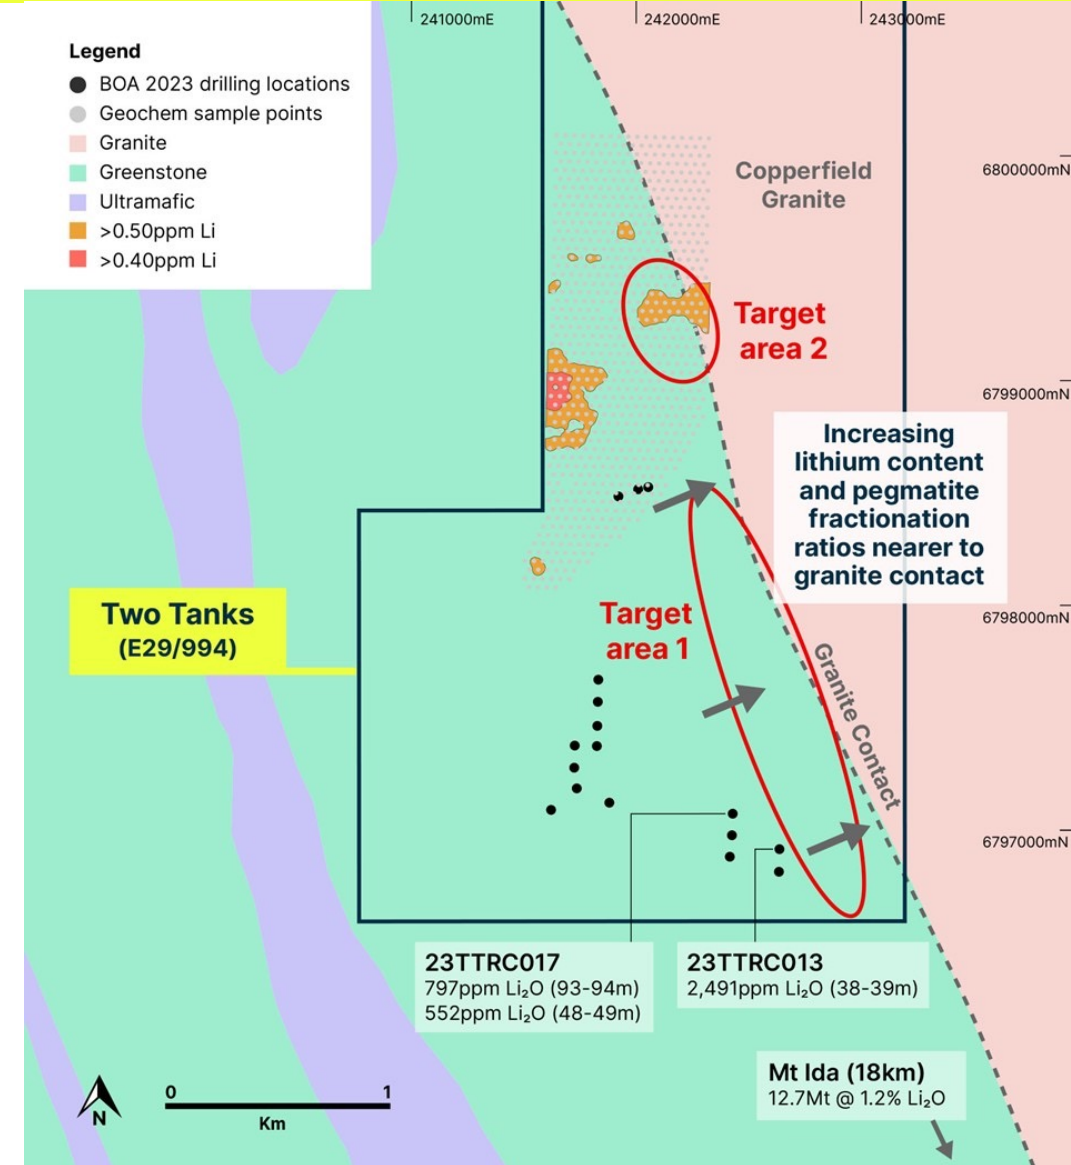 241000mE
242000mE
243000mE
Legend
BOA 2023 drilling locations
Geochem sample points
Granite
Greenstone
Ultramafic
>0.50ppm Li
>0.40ppm Li
6800000mN
Copperfield
Granite
Target
area 2
6799000mN
Increasing
lithium content
and pegmatite
fractionation
ratios nearer to
granite contact
Two Tanks
(E29/994)
Target
area 1
6798000mN
Granite Contact
6797000mN
23TTRC017
797ppm Li₂O (93-94m)
552ppm Li₂O (48-49m)
23TTRC013
2,491ppm Li₂O (38-39m)
Mt Ida (18km)
12.7Mt @ 1.2% Li₂O
N
0 1
Km